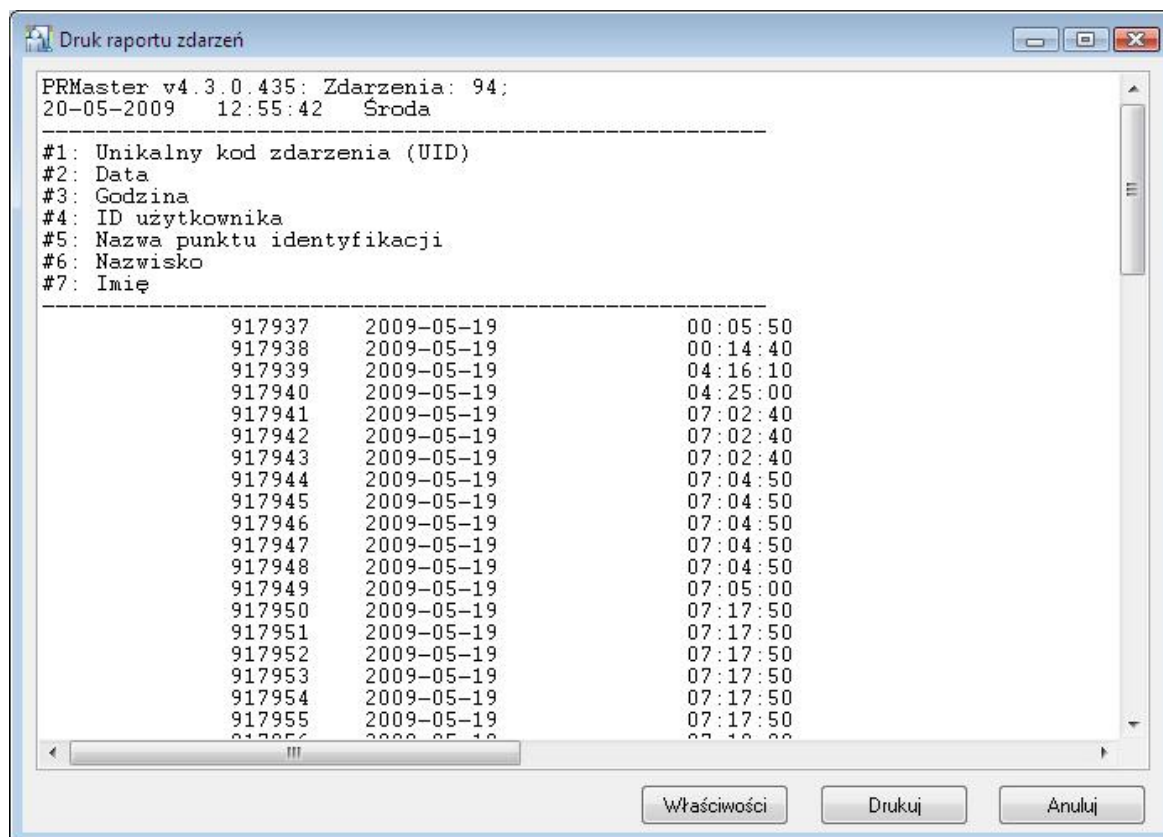 Druk raportu zdarzeń
PRMaster v4.3.0.435: Zdarzenia: 94;
20-05-2009 12:55:42 Środa
#1: Unikalny kod zdarzenia (UID)
#2: Data
#3: Godzina
#4: ID użytkownika
#5: Nazwa punktu identyfikacji
#6: Nazwisko
#7: Imię
917937 2009-05-19 00:05:50
917938 2009-05-19 00:14:40
917939 2009-05-19 04:16:10
917940 2009-05-19 04:25:00
917941 2009-05-19 07:02:40
917942 2009-05-19 07:02:40
917943 2009-05-19 07:02:40
917944 2009-05-19 07:04:50
917945 2009-05-19 07:04:50
917946 2009-05-19 07:04:50
917947 2009-05-19 07:04:50
917948 2009-05-19 07:04:50
917949 2009-05-19 07:05:00
917950 2009-05-19 07:17:50
917951 2009-05-19 07:17:50
917952 2009-05-19 07:17:50
917953 2009-05-19 07:17:50
917954 2009-05-19 07:17:50
917955 2009-05-19 07:17:50
Właściwości Drukuj Anuluj